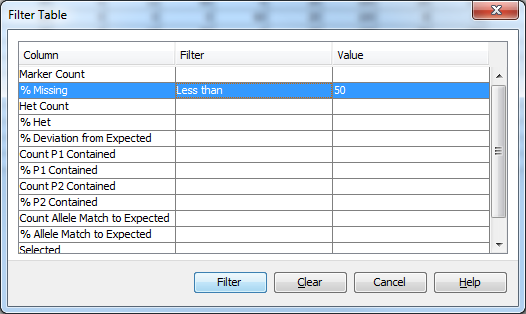 Filter Table
Column Filter Value
Marker Count
% Missing Less than 50
Het Count
% Het
% Deviation from Expected
Count P1 Contained
% P1 Contained
Count P2 Contained
% P2 Contained
Count Allele Match to Expected
% Allele Match to Expected
Selected
Filter Clear Cancel Help